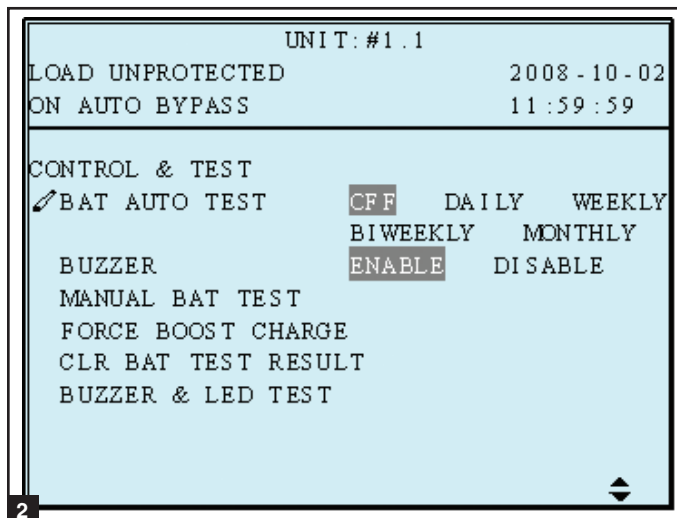 UNIT:#1.1
LOAD UNPROTECTED 2008-10-02
ON AUTO BYPASS 11:59:59
CONTROL & TEST
BAT AUTO TEST CFF DAILY WEEKLY
BIWEEKLY MONTHLY
BUZZER ENABLE DISABLE
MANUAL BAT TEST
FORCE BOOST CHARGE
CLR BAT TEST RESULT
BUZZER & LED TEST
2